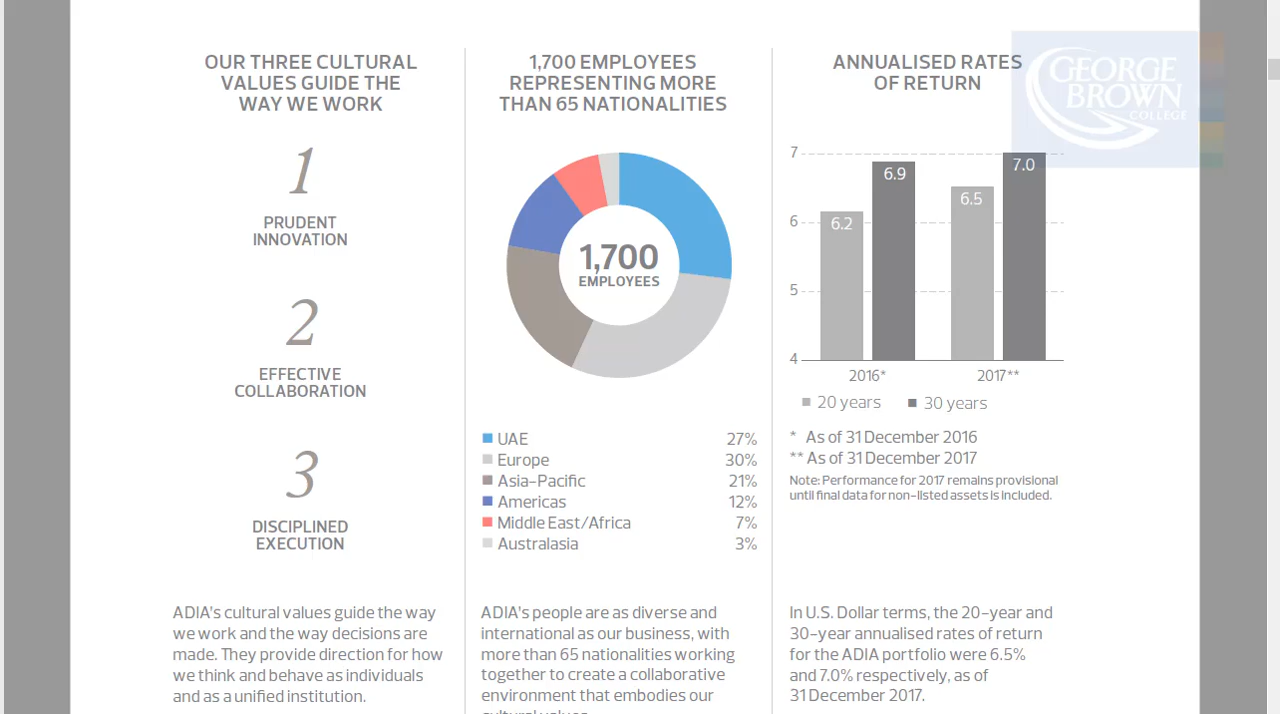 OUR THREE CULTURAL
VALUES GUIDE THE
WAY WE WORK
1
PRUDENT
INNOVATION
2
EFFECTIVE
COLLABORATION
3
DISCIPLINED
EXECUTION
ADIA's cultural values guide the way
we work and the way decisions are
made. They provide direction for how
we think and behave as individuals
and as a unified institution.
1,700 EMPLOYEES
REPRESENTING MORE
THAN 65 NATIONALITIES
1,700
EMPLOYEES
UAE 27%
Europe 30%
Asia-Pacific 21%
Americas 12%
Middle East/Africa 7%
Australasia 3%
ADIA's people are as diverse and
international as our business, with
more than 65 nationalities working
together to create a collaborative
environment that embodies our
cultural values
ANNUALISED RATES
OF RETURN
GEORGE
BROWN
COLLEGE
7
6
5
4
6.2
6.9
6.5
7.0
2016*
2017**
20 years
30 years
* As of 31 December 2016
** As of 31 December 2017
Note: Performance for 2017 remains provisional
until final data for non-listed assets is included.
In U.S. Dollar terms, the 20-year and
30-year annualised rates of return
for the ADIA portfolio were 6.5%
and 7.0% respectively, as of
31 December 2017.